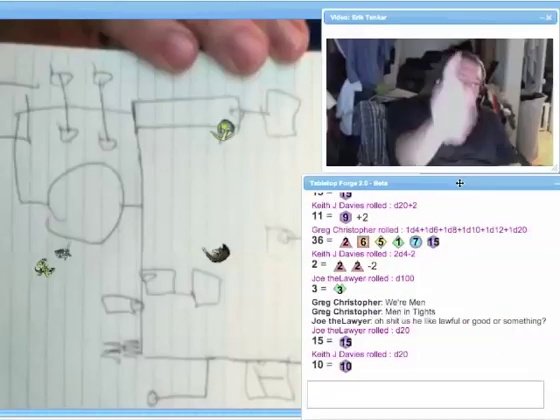 Video: Erik Tenkar
Tabletop Forge 2.0 - Beta
15 = 15
Keith J Davies rolled : d20+2
11 = 9 +2
Greg Christopher rolled : 1d4+1d6+1d8+1d10+1d12+1d20
36 = 2 6 5 1 7 15
Keith J Davies rolled : 2d4-2
2 = 2 2 -2
Joe theLawyer rolled : d100
3 = 3
Greg Christopher: We're Men
Greg Christopher: Men in Tights
Joe theLawyer: oh shit us he like lawful or good or something?
Joe theLawyer rolled : d20
15 = 15
Keith J Davies rolled : d20
10 = 10